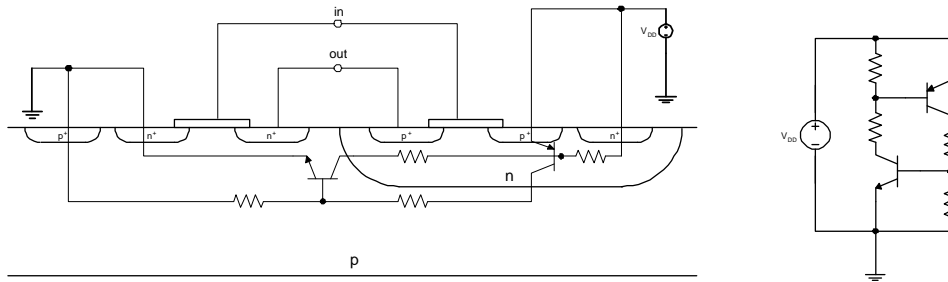 in
out
V_DD
p⁺ n⁺ n⁺ p⁺ p⁺ n⁺
n
p
V_DD
+
−